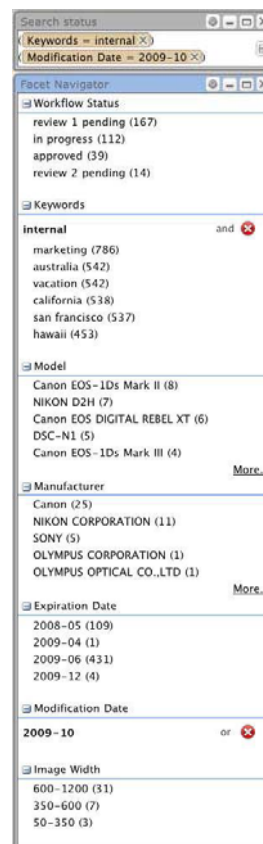 Search status
(Keywords = internal X)
(Modification Date = 2009-10 X)
Facet Navigator
Workflow Status
review 1 pending (167)
in progress (112)
approved (39)
review 2 pending (14)
Keywords
internal and
marketing (786)
australia (542)
vacation (542)
california (538)
san francisco (537)
hawaii (453)
Model
Canon EOS-1Ds Mark II (8)
NIKON D2H (7)
Canon EOS DIGITAL REBEL XT (6)
DSC-N1 (5)
Canon EOS-1Ds Mark III (4)
More.
Manufacturer
Canon (25)
NIKON CORPORATION (11)
SONY (5)
OLYMPUS CORPORATION (1)
OLYMPUS OPTICAL CO.,LTD (1)
More.
Expiration Date
2008-05 (109)
2009-04 (1)
2009-06 (431)
2009-12 (4)
Modification Date
2009-10 or
Image Width
600-1200 (31)
350-600 (7)
50-350 (3)